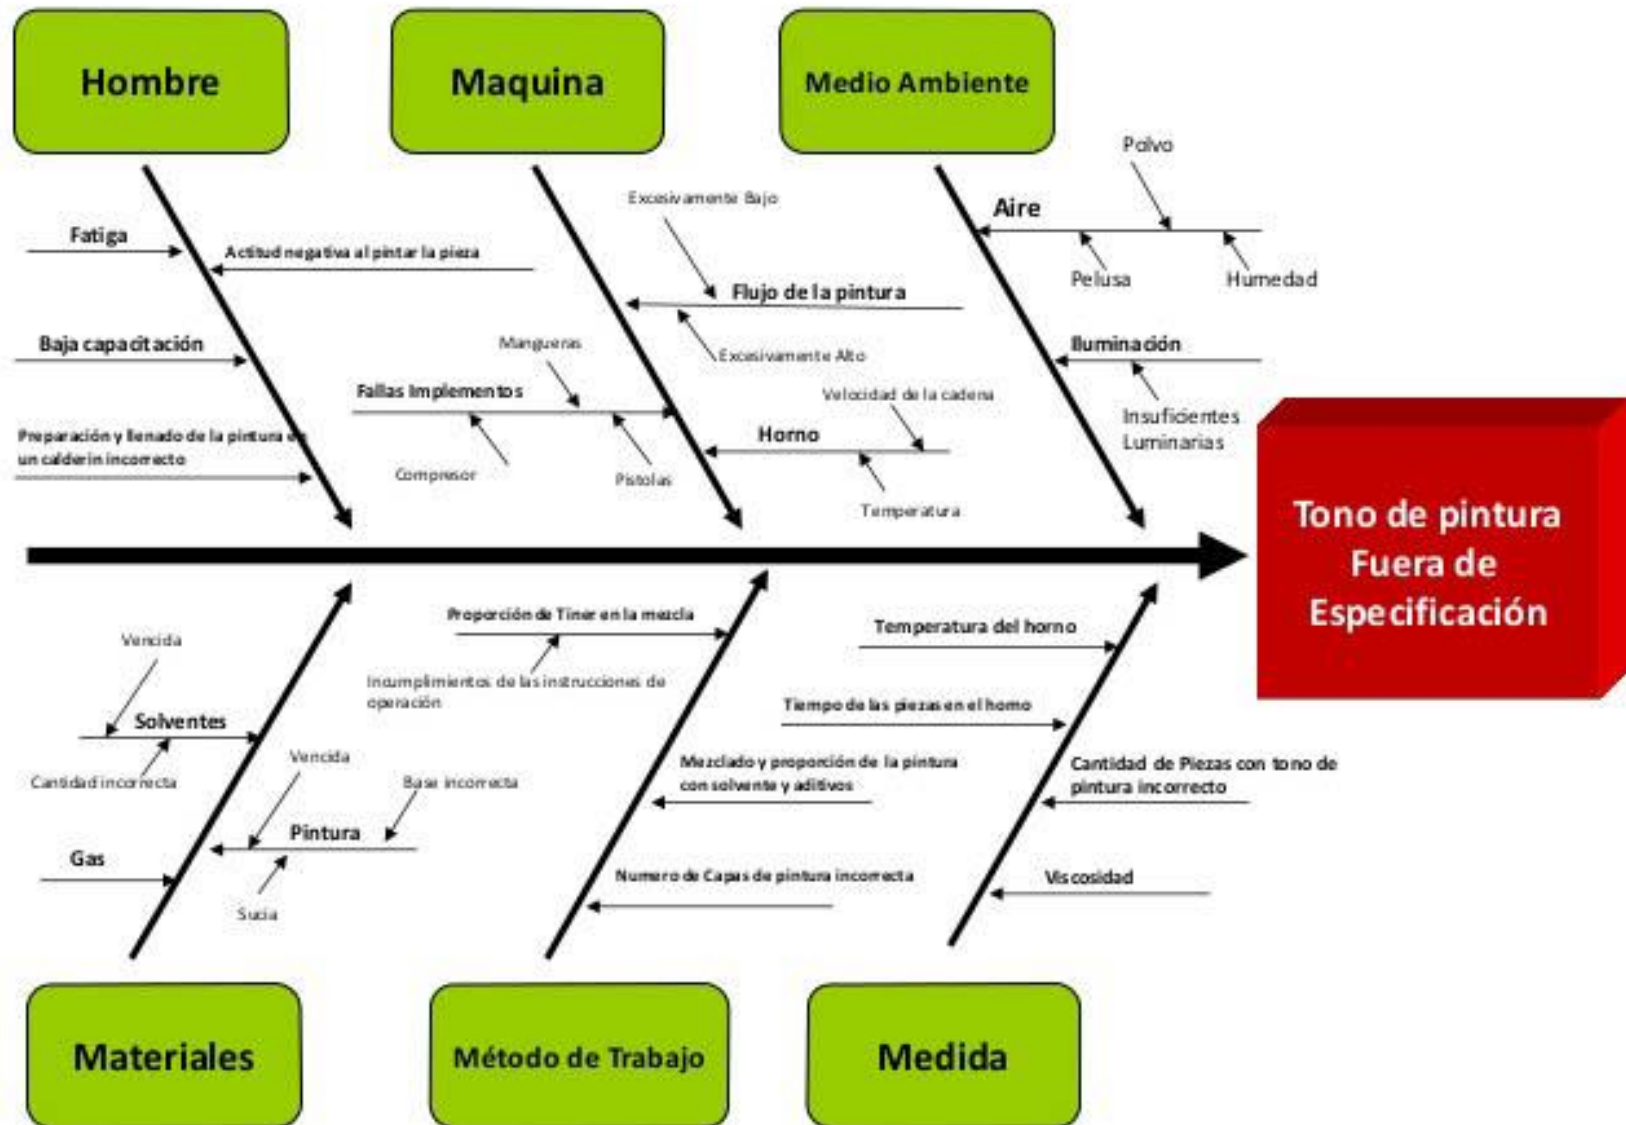 Hombre
Maquina
Medio Ambiente
Polvo
Excesivamente Bajo
Aire
Fatiga
Actitud negativa al pintar la pieza
Pelusa
Humedad
Flujo de la pintura
Baja capacitación
Mangueras
Excesivamente Alto
Iluminación
Fallas Implementos
Velocidad de la cadena
Insuficientes
Luminarias
Preparación y llenado de la pintura en
un calderin incorrecto
Horno
Compresor
Pistolas
Temperatura
Tono de pintura
Fuera de
Especificación
Proporción de Tiner en la mezcla
Temperatura del horno
Vencida
Incumplimientos de las instrucciones de
operación
Tiempo de las piezas en el horno
Solventes
Cantidad incorrecta
Vencida
Base incorrecta
Mezclado y proporción de la pintura
con solvente y aditivos
Cantidad de Piezas con tono de
pintura incorrecto
Pintura
Gas
Numero de Capas de pintura incorrecta
Viscosidad
Sucia
Materiales
Método de Trabajo
Medida